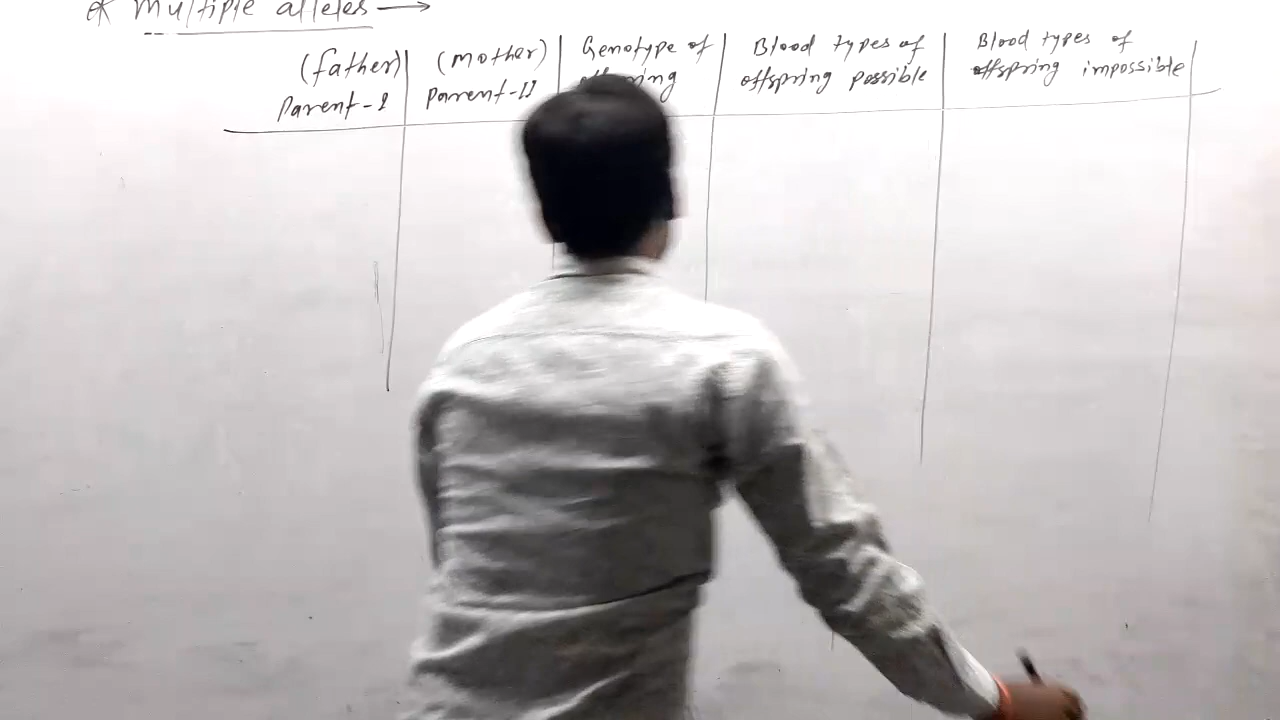 * Multiple alleles →
(father) Parent-I
(mother) Parent-II
Genotype of
Blood types of offspring possible
Blood types of offspring impossible